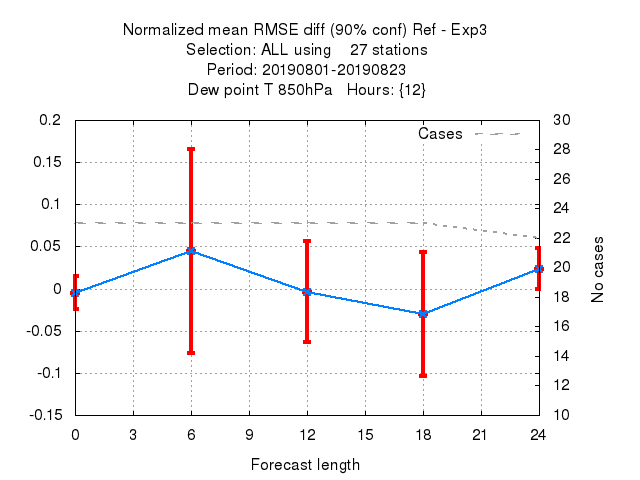 Normalized mean RMSE diff (90% conf) Ref - Exp3
Selection: ALL using    27 stations
Period: 20190801-20190823
Dew point T 850hPa   Hours: {12}
Cases
0.2
0.15
0.1
0.05
0
-0.05
-0.1
-0.15
30
28
26
24
22
20
18
16
14
12
10
No cases
0 3 6 9 12 15 18 21 24
Forecast length